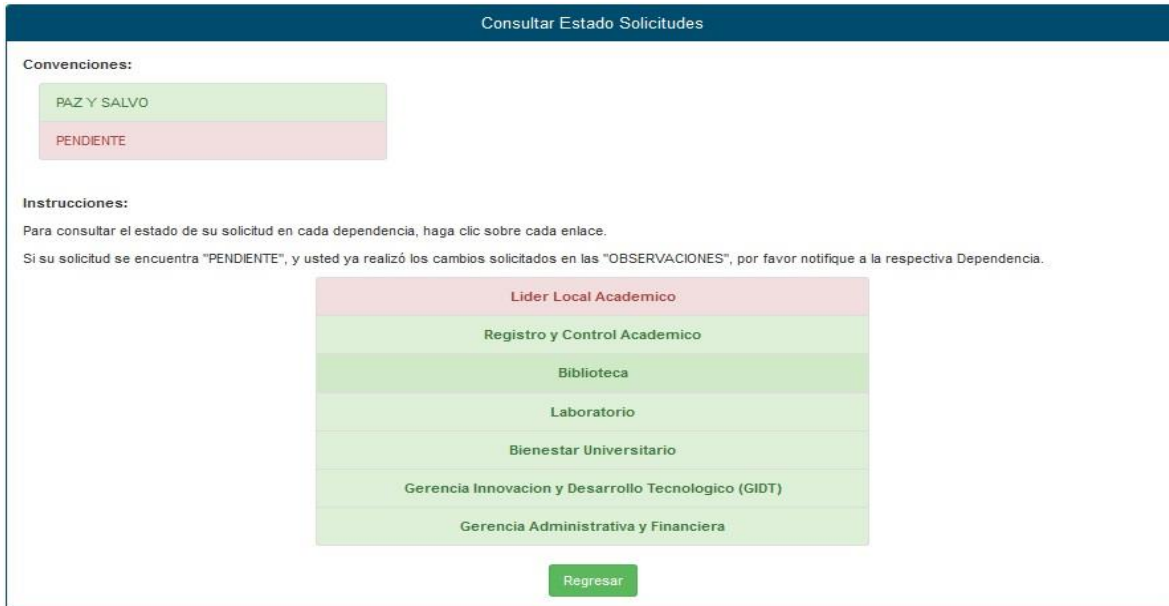 Consultar Estado Solicitudes
Convenciones:
PAZ Y SALVO
PENDIENTE
Instrucciones:
Para consultar el estado de su solicitud en cada dependencia, haga clic sobre cada enlace.
Si su solicitud se encuentra "PENDIENTE", y usted ya realizó los cambios solicitados en las "OBSERVACIONES", por favor notifique a la respectiva Dependencia.
Lider Local Academico
Registro y Control Academico
Biblioteca
Laboratorio
Bienestar Universitario
Gerencia Innovacion y Desarrollo Tecnologico (GIDT)
Gerencia Administrativa y Financiera
Regresar